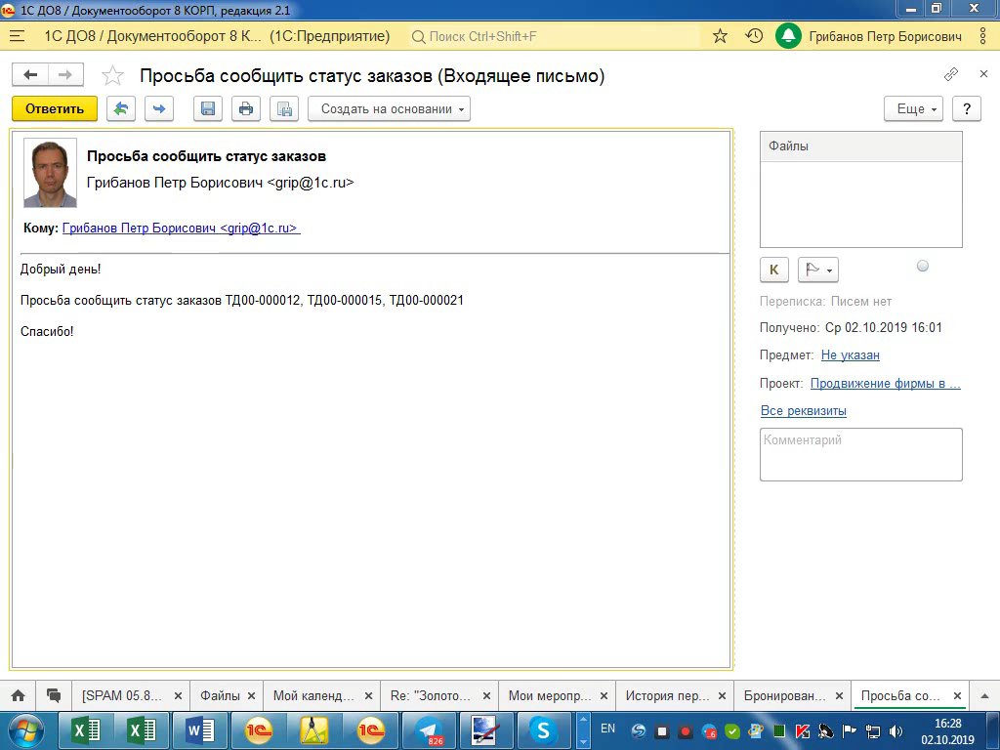 1С ДО8 / Документооборот 8 КОРП, редакция 2.1
1С ДО8 / Документооборот 8 К... (1С:Предприятие)
Поиск Ctrl+Shift+F
Грибанов Петр Борисович
Просьба сообщить статус заказов (Входящее письмо)
Ответить
Создать на основании
Еще
?
Просьба сообщить статус заказов
Грибанов Петр Борисович <grip@1c.ru>
Кому: Грибанов Петр Борисович <grip@1c.ru>
Добрый день!
Просьба сообщить статус заказов ТД00-000012, ТД00-000015, ТД00-000021
Спасибо!
Файлы
К
Переписка: Писем нет
Получено: Ср 02.10.2019 16:01
Предмет: Не указан
Проект: Продвижение фирмы в ...
Все реквизиты
Комментарий
[SPAM 05.8...
Файлы
Мой календ...
Re: "Золото...
Мои меропр...
История пер...
Бронирован...
Просьба со...
826
EN
16:28
02.10.2019